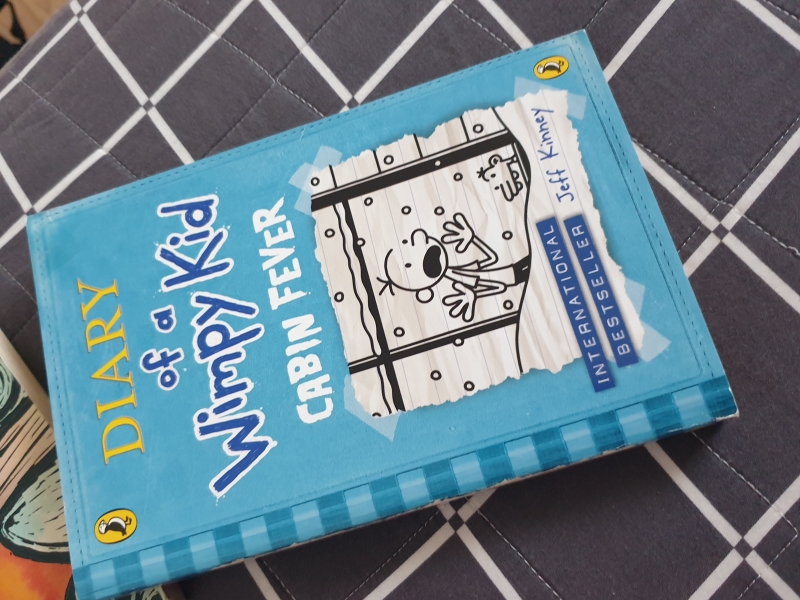 DIARY
of a
Wimpy Kid
CABIN FEVER
Jeff Kinney
INTERNATIONAL
BESTSELLER